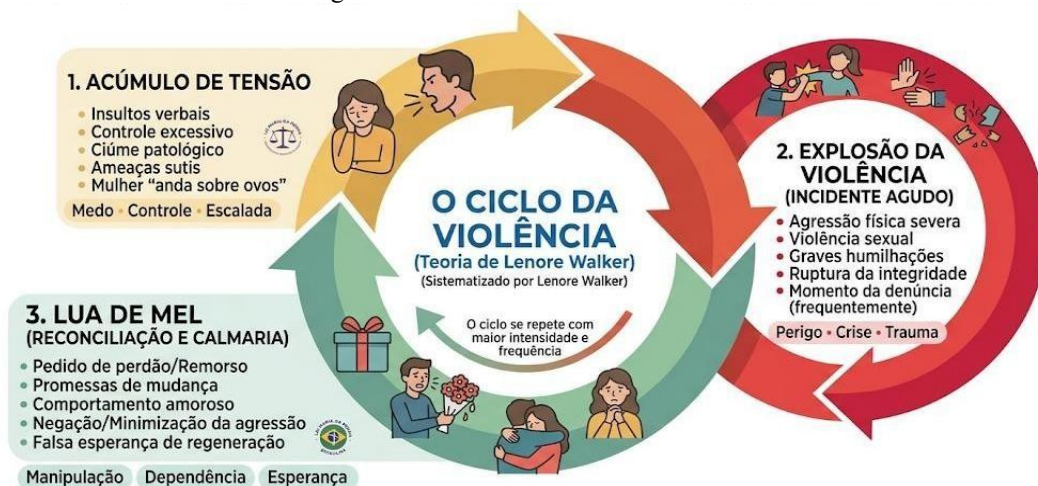 1. ACÚMULO DE TENSÃO
• Insultos verbais
• Controle excessivo
• Ciúme patológico
• Ameaças sutis
• Mulher “anda sobre ovos”
Medo • Controle • Escalada
O CICLO DA
VIOLÊNCIA
(Teoria de Lenore Walker)
(Sistematizado por Lenore Walker)
O ciclo se repete com
maior intensidade e
frequência
2. EXPLOSÃO DA
VIOLÊNCIA
(INCIDENTE AGUDO)
• Agressão física severa
• Violência sexual
• Graves humilhações
• Ruptura da integridade
• Momento da denúncia
(frequentemente)
Perigo • Crise • Trauma
3. LUA DE MEL
(RECONCILIAÇÃO E CALMARIA)
• Pedido de perdão/Remorso
• Promessas de mudança
• Comportamento amoroso
• Negação/Minimização da agressão
• Falsa esperança de regeneração
Manipulação Dependência Esperança